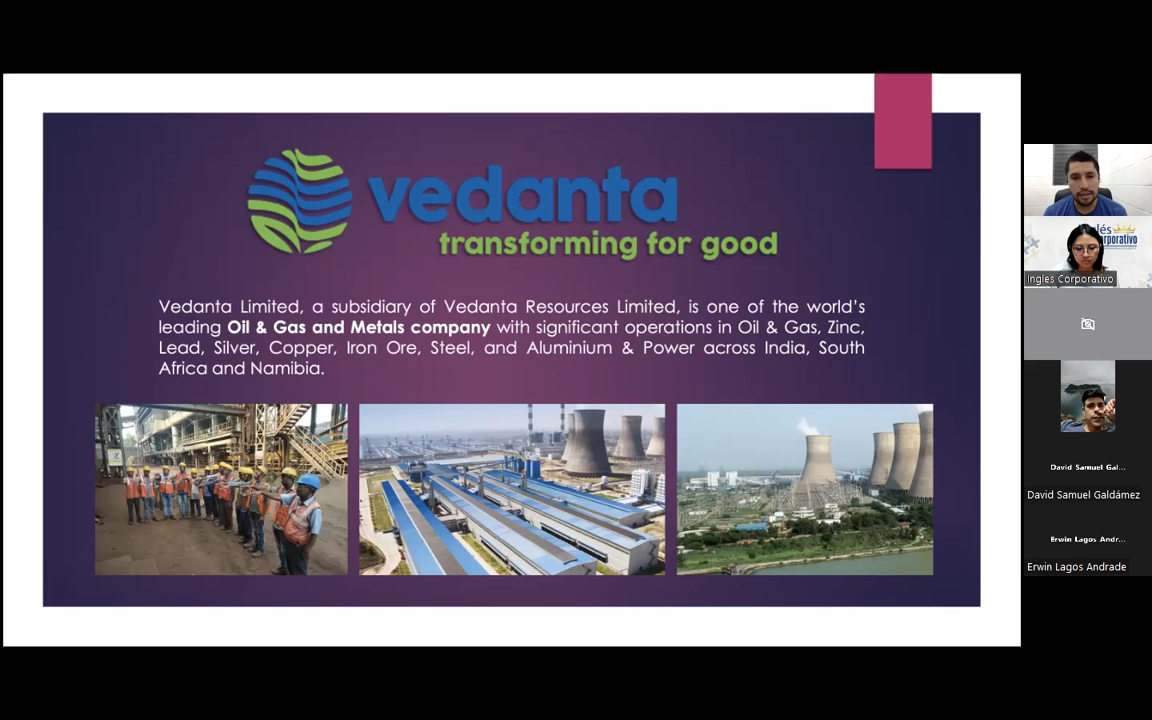 vedanta
transforming for good
Vedanta Limited, a subsidiary of Vedanta Resources Limited, is one of the world's
leading Oil & Gas and Metals company with significant operations in Oil & Gas, Zinc,
Lead, Silver, Copper, Iron Ore, Steel, and Aluminium & Power across India, South
Africa and Namibia.
Ingles Corporativo
David Samuel Gal...
David Samuel Galdámez
Erwin Lagos Andr...
Erwin Lagos Andrade